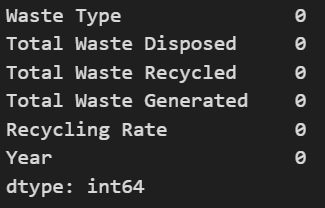 Waste Type 0
Total Waste Disposed 0
Total Waste Recycled 0
Total Waste Generated 0
Recycling Rate 0
Year 0
dtype: int64